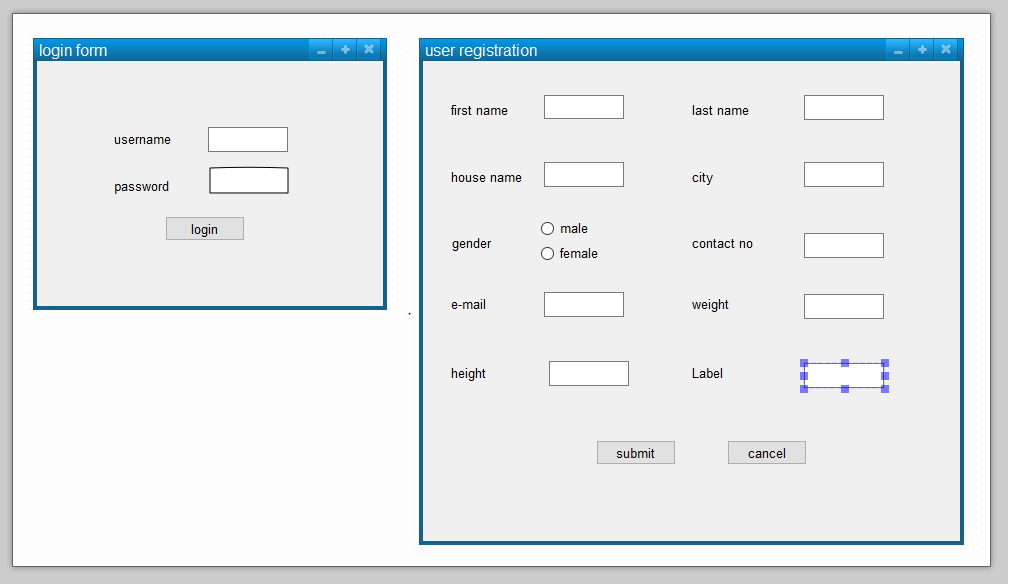 login form
username
password
login
user registration
first name
last name
house name
city
gender
male
female
contact no
e-mail
weight
height
Label
submit
cancel